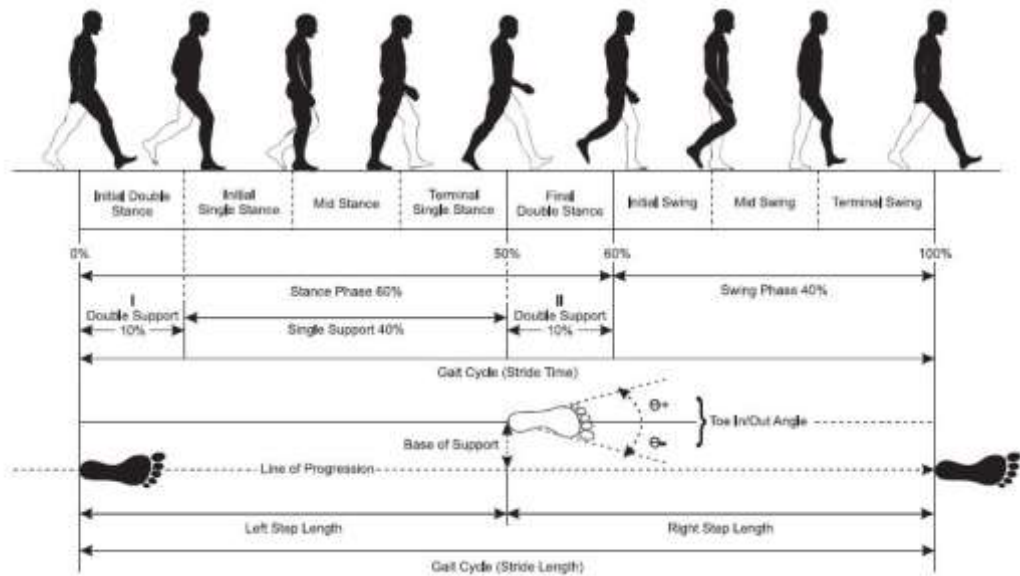 Initial Double
Stance
Initial
Single Stance
Mid Stance
Terminal
Single Stance
Final
Double Stance
Initial Swing
Mid Swing
Terminal Swing
0%
50%
60%
100%
Stance Phase 60%
Swing Phase 40%
I
Double Support
10%
Single Support 40%
II
Double Support
10%
Gait Cycle (Stride Time)
Θ+
Toe In/Out Angle
Base of Support
Θ-
Line of Progression
Left Step Length
Right Step Length
Gait Cycle (Stride Length)